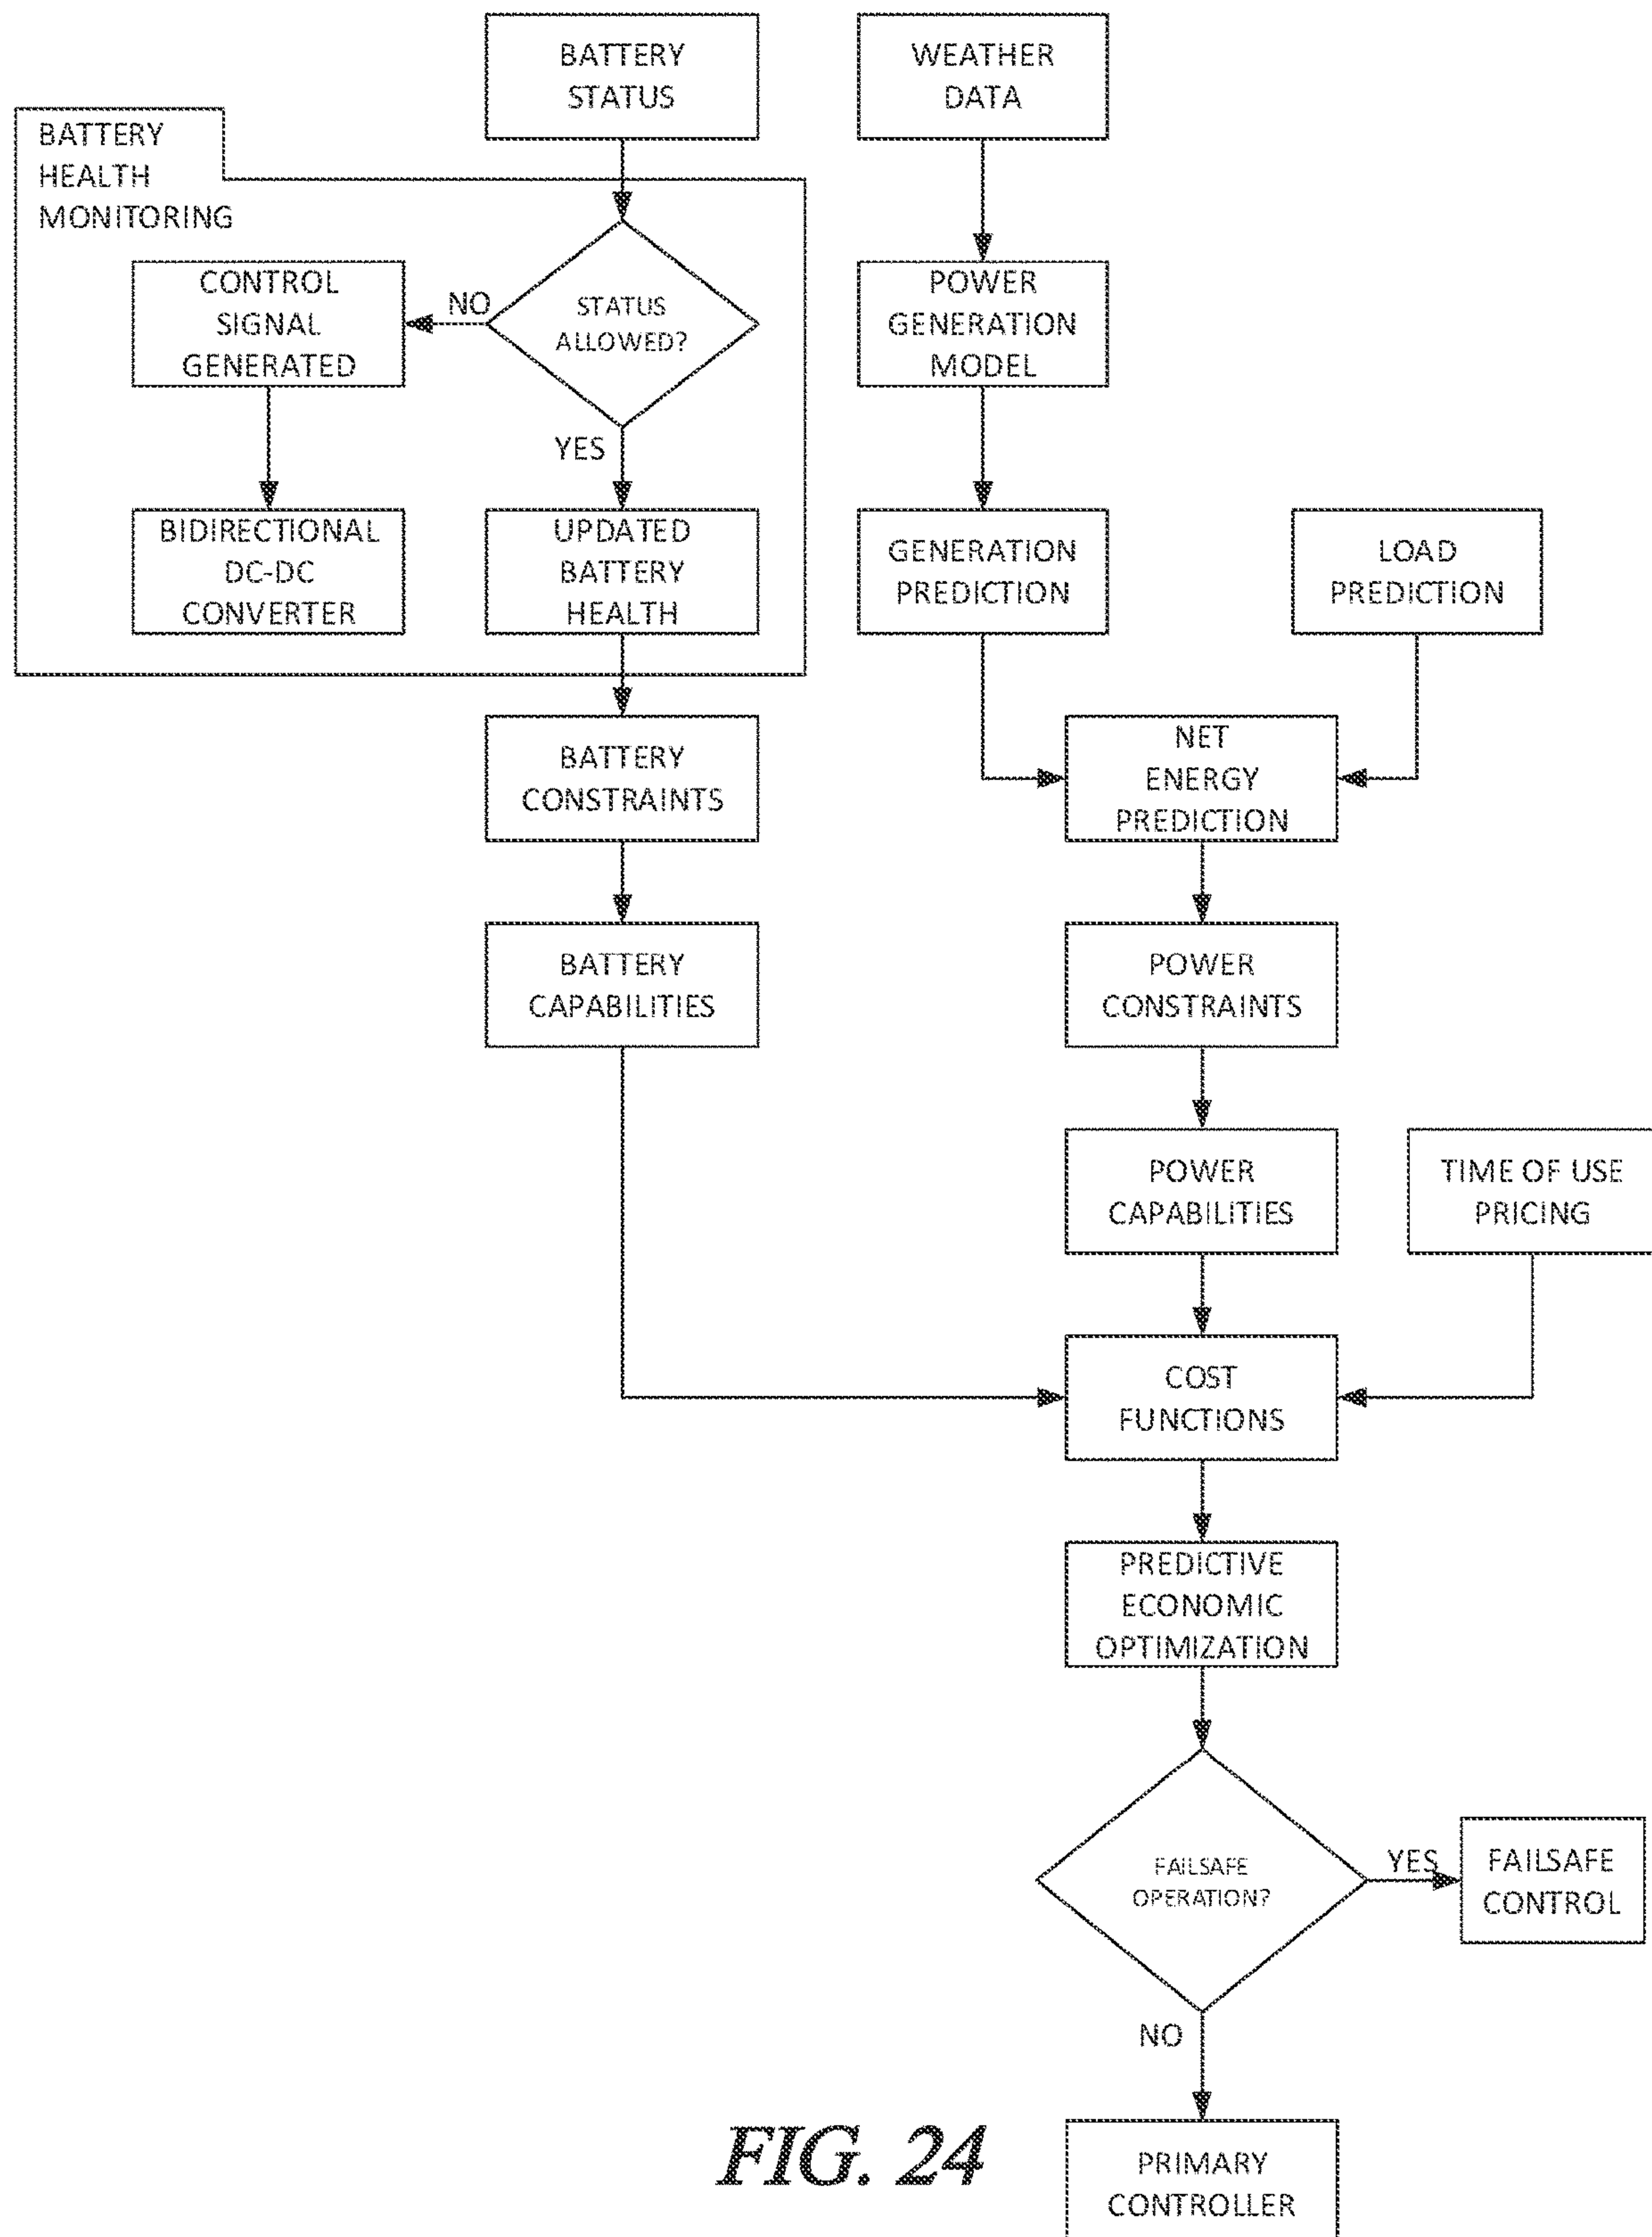 BATTERY
STATUS
WEATHER
DATA
BATTERY
HEALTH
MONITORING
CONTROL
SIGNAL
GENERATED
NO
STATUS
ALLOWED?
YES
POWER
GENERATION
MODEL
BIDIRECTIONAL
DC-DC
CONVERTER
UPDATED
BATTERY
HEALTH
GENERATION
PREDICTION
LOAD
PREDICTION
BATTERY
CONSTRAINTS
NET
ENERGY
PREDICTION
BATTERY
CAPABILITIES
POWER
CONSTRAINTS
POWER
CAPABILITIES
TIME OF USE
PRICING
COST
FUNCTIONS
PREDICTIVE
ECONOMIC
OPTIMIZATION
FAILSAFE
OPERATION?
YES
FAILSAFE
CONTROL
NO
PRIMARY
CONTROLLER
FIG. 24